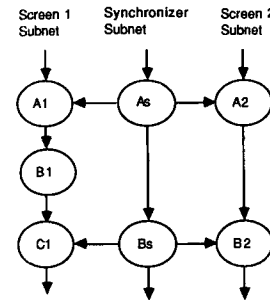 Screen 1
Subnet
Synchronizer
Subnet
Screen 2
Subnet
A1
As
A2
B1
C1
Bs
B2